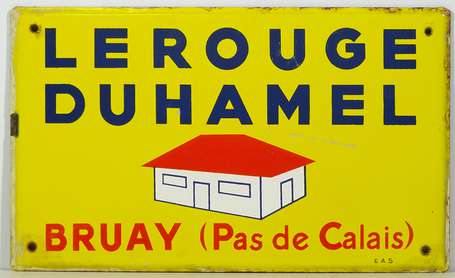 LEROUGE
DUHAMEL
BRUAY (Pas de Calais)
E.A.S